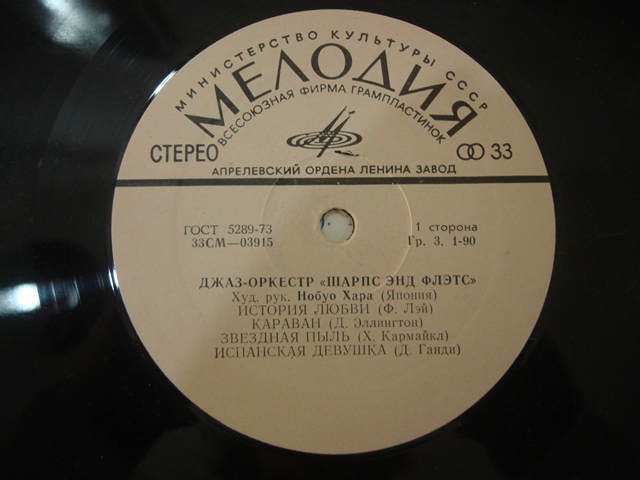 МИНИСТЕРСТВО КУЛЬТУРЫ СССР
МЕЛОДИЯ
ВСЕСОЮЗНАЯ ФИРМА ГРАМПЛАСТИНОК
СТЕРЕО 33
АПРЕЛЕВСКИЙ ОРДЕНА ЛЕНИНА ЗАВОД
ГОСТ 5289-73 1 сторона
33СМ—03915 Гр. 3. 1-90
ДЖАЗ-ОРКЕСТР «ШАРПС ЭНД ФЛЭТС»
Худ. рук. Нобуо Хара (Япония)
ИСТОРИЯ ЛЮБВИ (Ф. Лэй)
КАРАВАН (Д. Эллингтон)
ЗВЕЗДНАЯ ПЫЛЬ (Х. Кармайкл)
ИСПАНСКАЯ ДЕВУШКА (Д. Ганди)